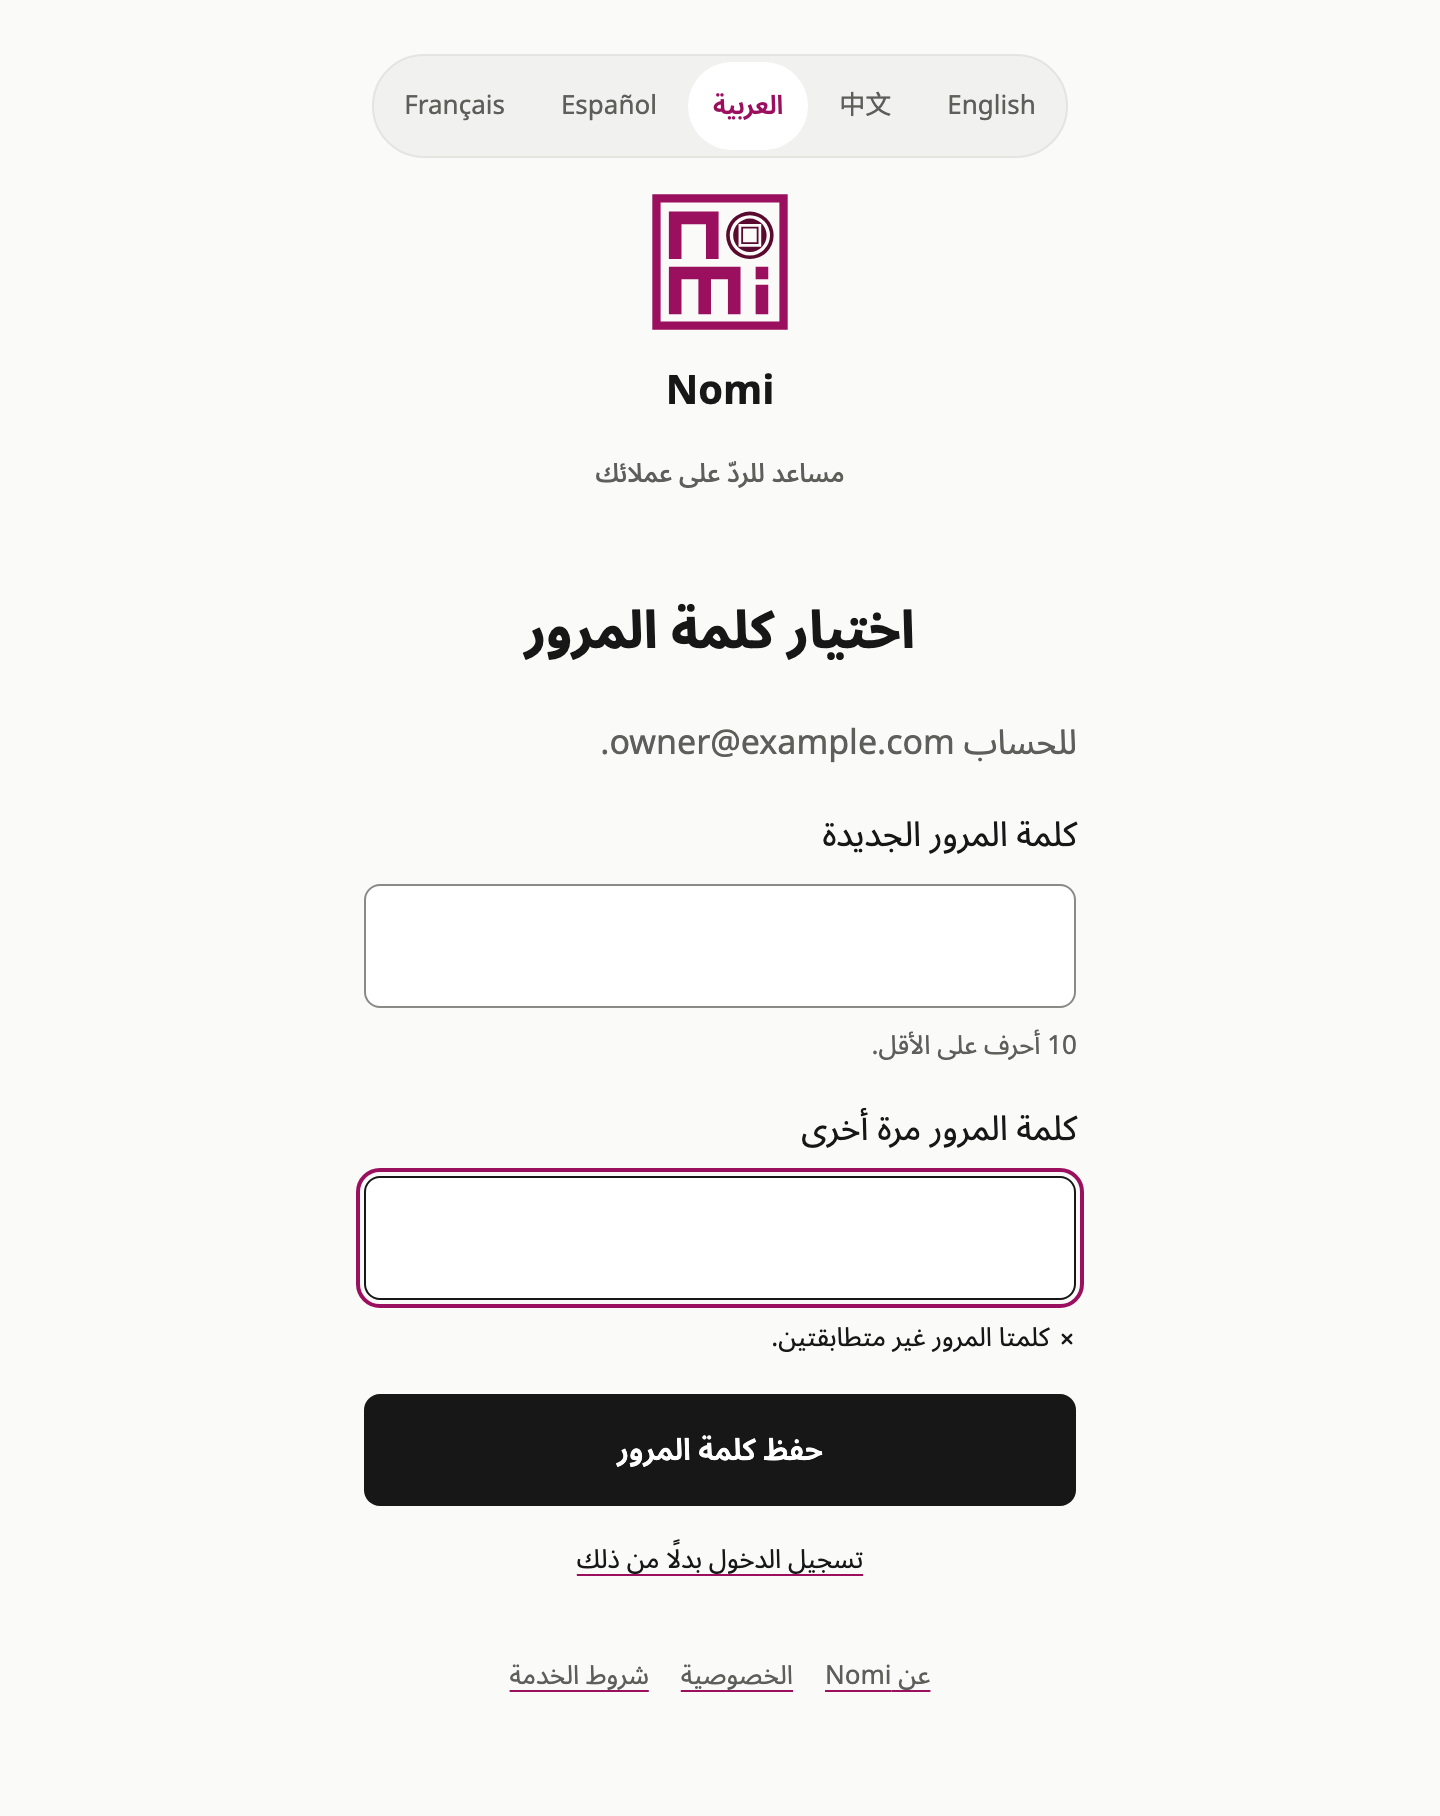 English 中文 العربية Español Français
nomi
Nomi
مساعد للردّ على عملائك
اختيار كلمة المرور
للحساب owner@example.com.
كلمة المرور الجديدة
10 أحرف على الأقل.
كلمة المرور مرة أخرى
× كلمتا المرور غير متطابقتين.
حفظ كلمة المرور
تسجيل الدخول بدلًا من ذلك
عن Nomi الخصوصية شروط الخدمة